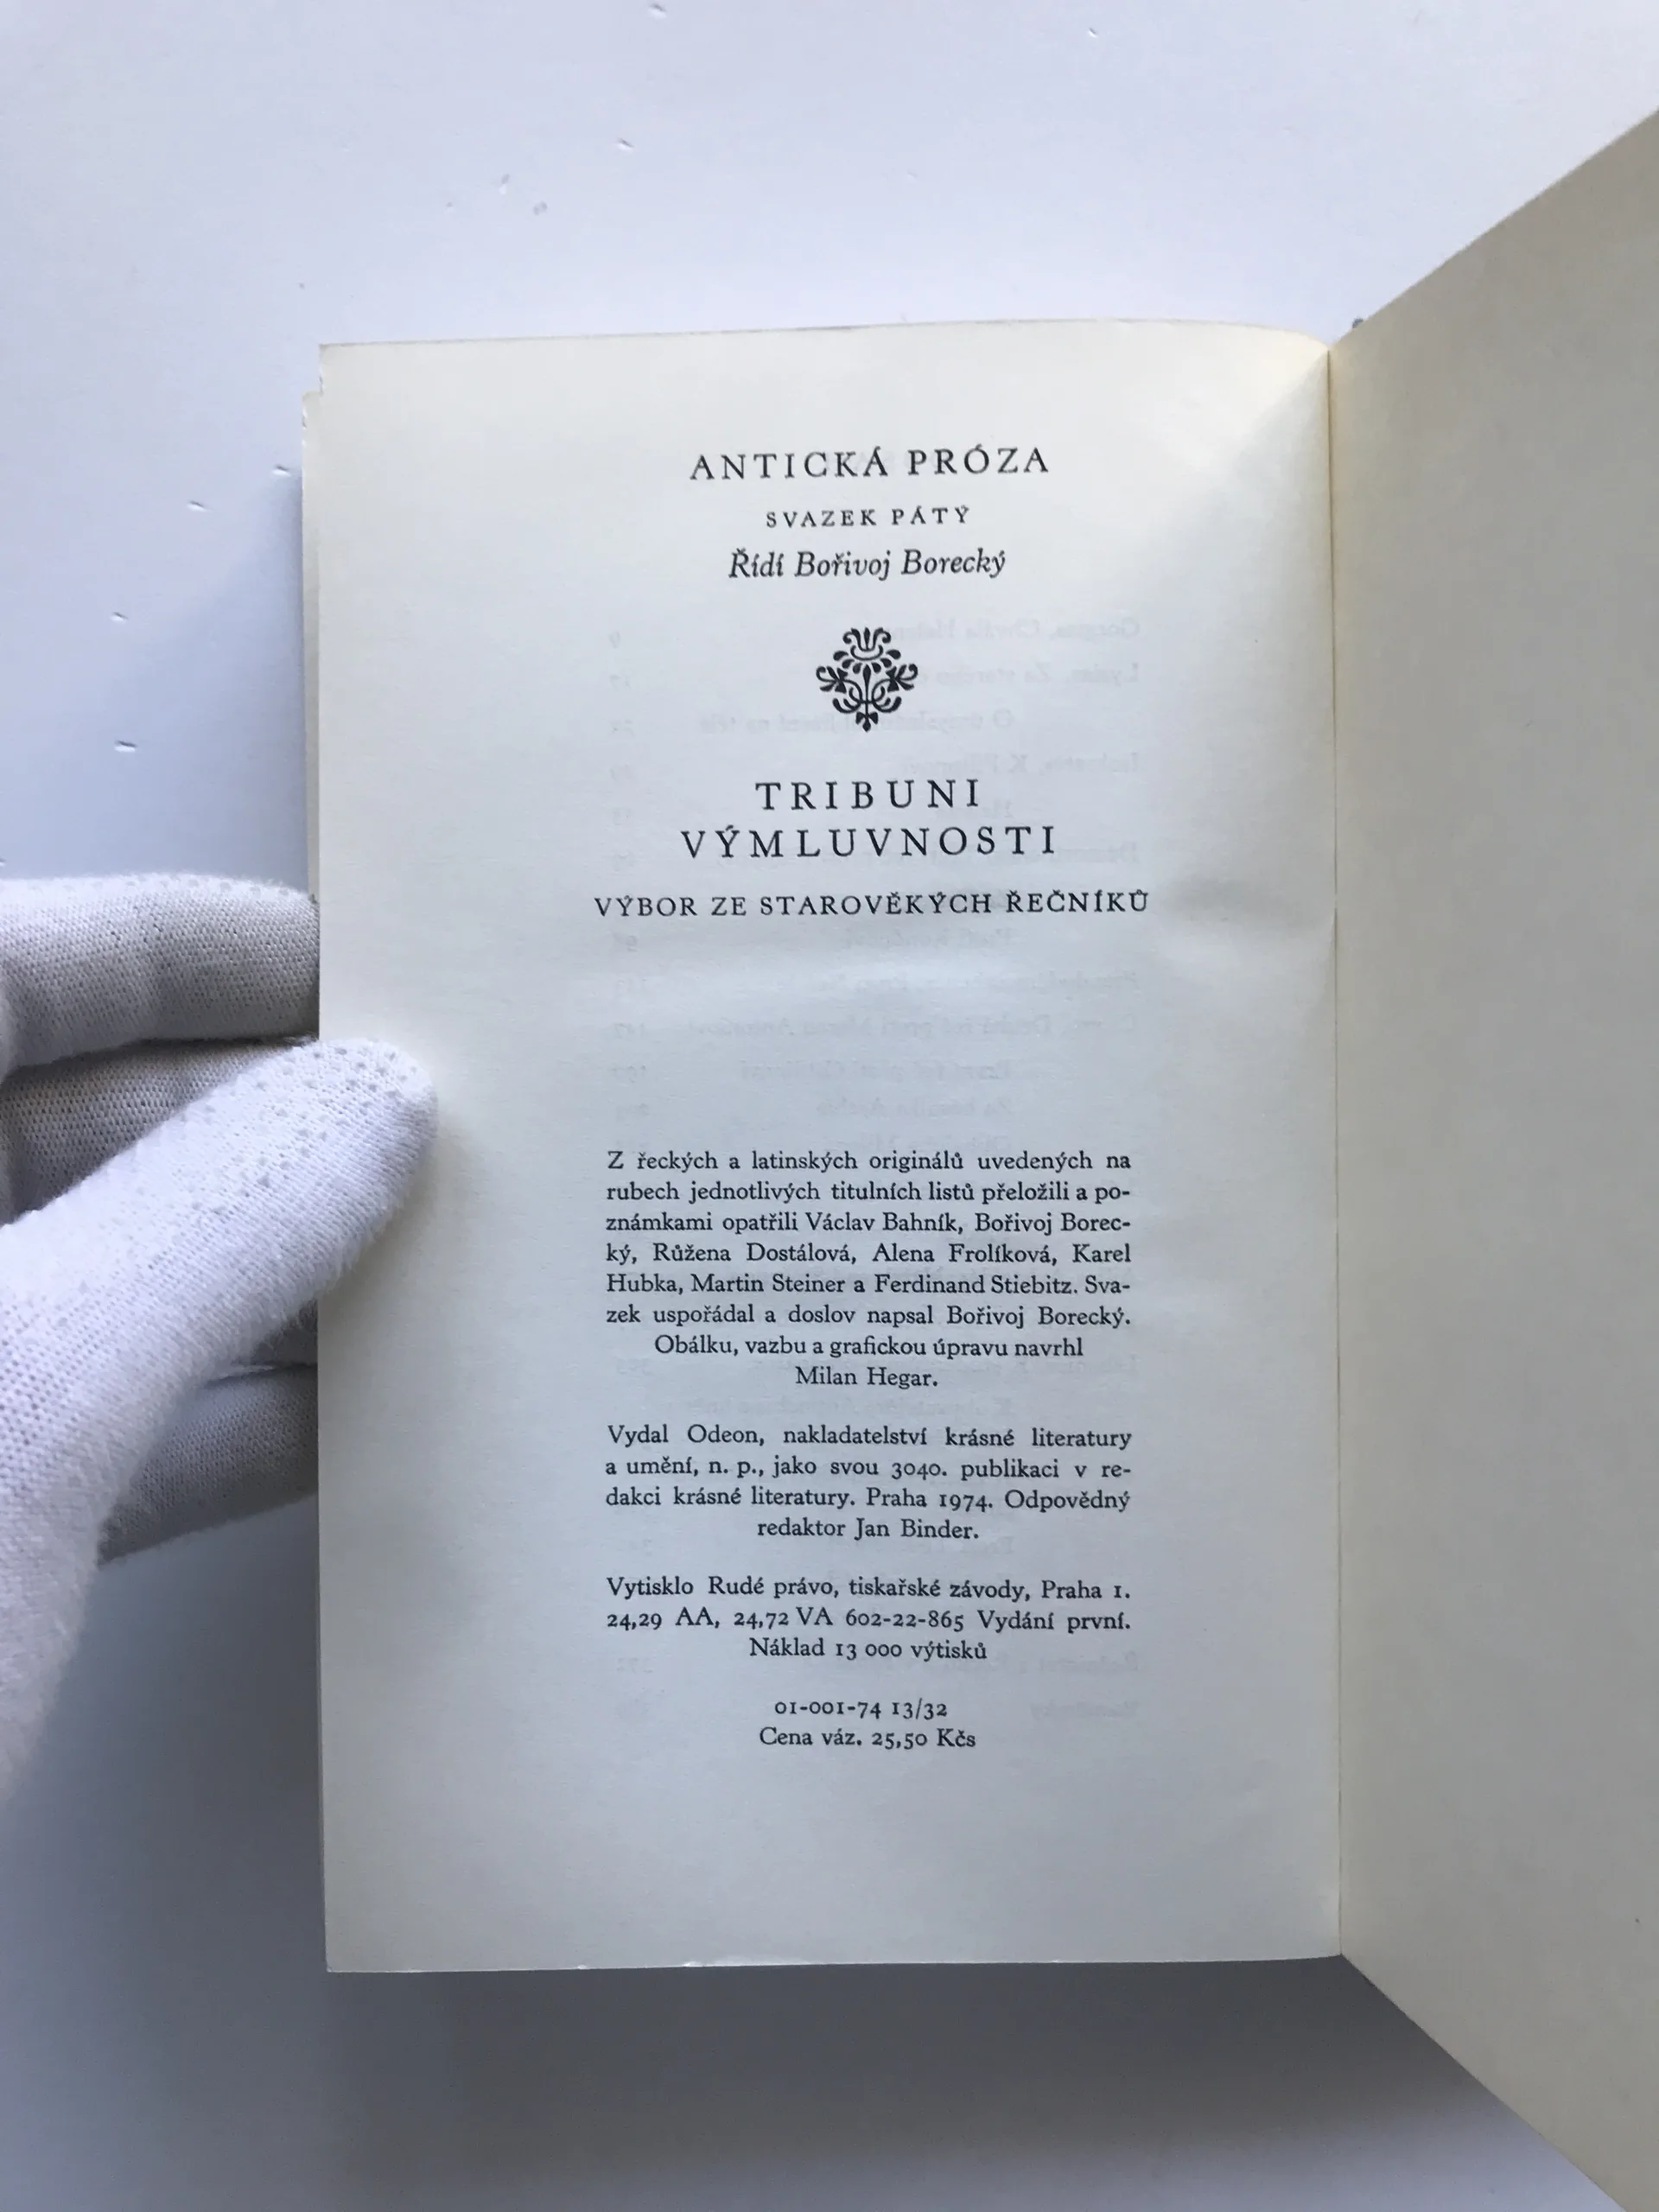 ANTICKÁ PRÓZA
SVAZEK PÁTÝ
Řídí Bořivoj Borecký
TRIBUNI
VÝMLUVNOSTI
VÝBOR ZE STAROVĚKÝCH ŘEČNÍKŮ
Z řeckých a latinských originálů uvedených na
rubech jednotlivých titulních listů přeložili a po-
známkami opatřili Václav Bahník, Bořivoj Borec-
ký, Růžena Dostálová, Alena Frolíková, Karel
Hubka, Martin Steiner a Ferdinand Stiebitz. Sva-
zek uspořádal a doslov napsal Bořivoj Borecký.
Obálku, vazbu a grafickou úpravu navrhl
Milan Hegar.
Vydal Odeon, nakladatelství krásné literatury
a umění, n. p., jako svou 3040. publikaci v re-
dakci krásné literatury. Praha 1974. Odpovědný
redaktor Jan Binder.
Vytisklo Rudé právo, tiskařské závody, Praha 1.
24,29 AA, 24,72 VA 602-22-865 Vydání první.
Náklad 13 000 výtisků
01-001-74 13/32
Cena váz. 25,50 Kčs